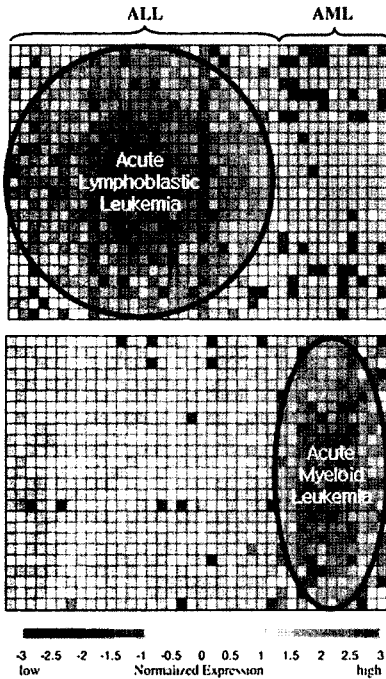 ALL AML
Acute
Lymphoblastic
Leukemia
Acute
Myeloid
Leukemia
-3 -2.5 -2 -1.5 -1 -0.5 0 0.5 1 1.5 2 2.5 3
low Normalized Expression high